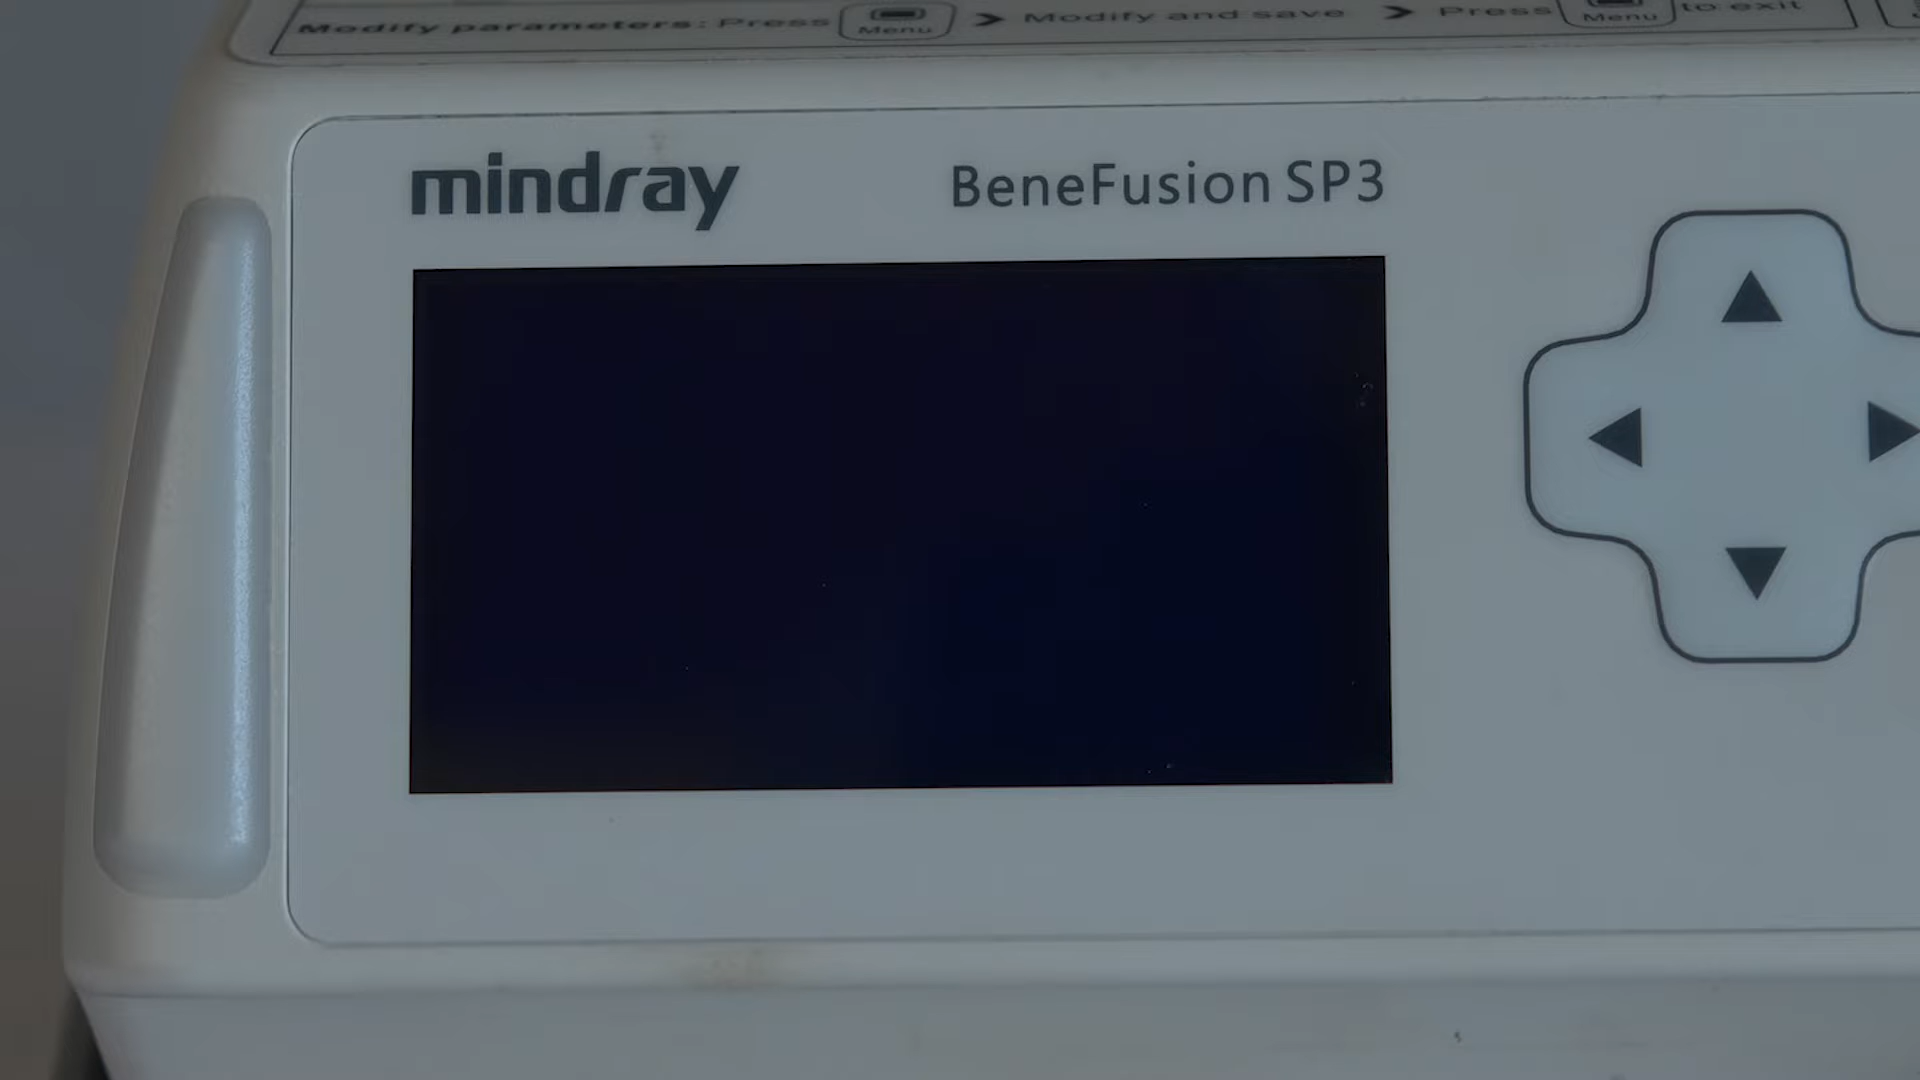 Modify parameters: Press Menu > Modify and save > Press Menu to exit
mindray
BeneFusion SP3